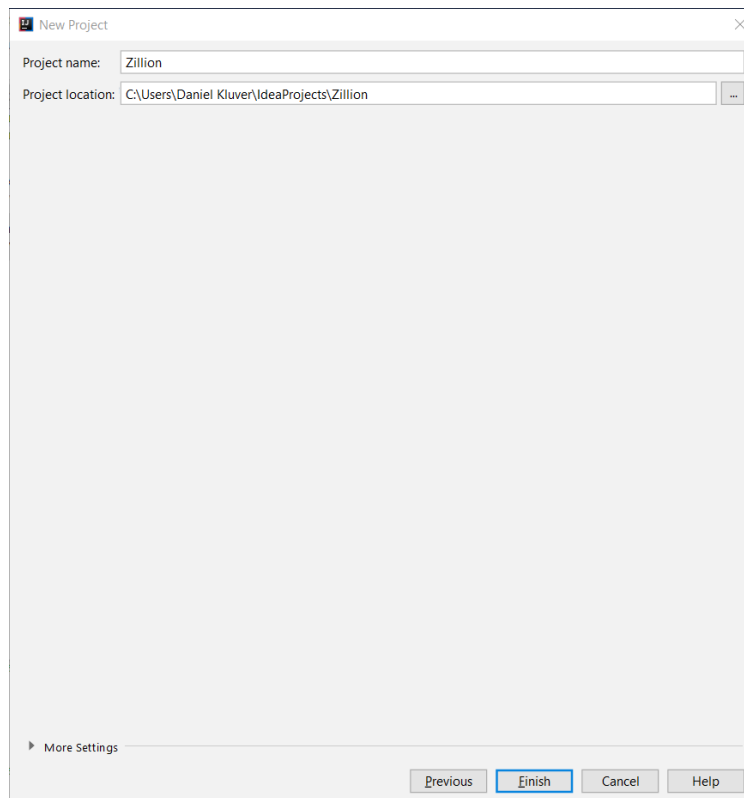 New Project
Project name: Zillion
Project location: C:\Users\Daniel Kluver\IdeaProjects\Zillion ...
More Settings
Previous Finish Cancel Help